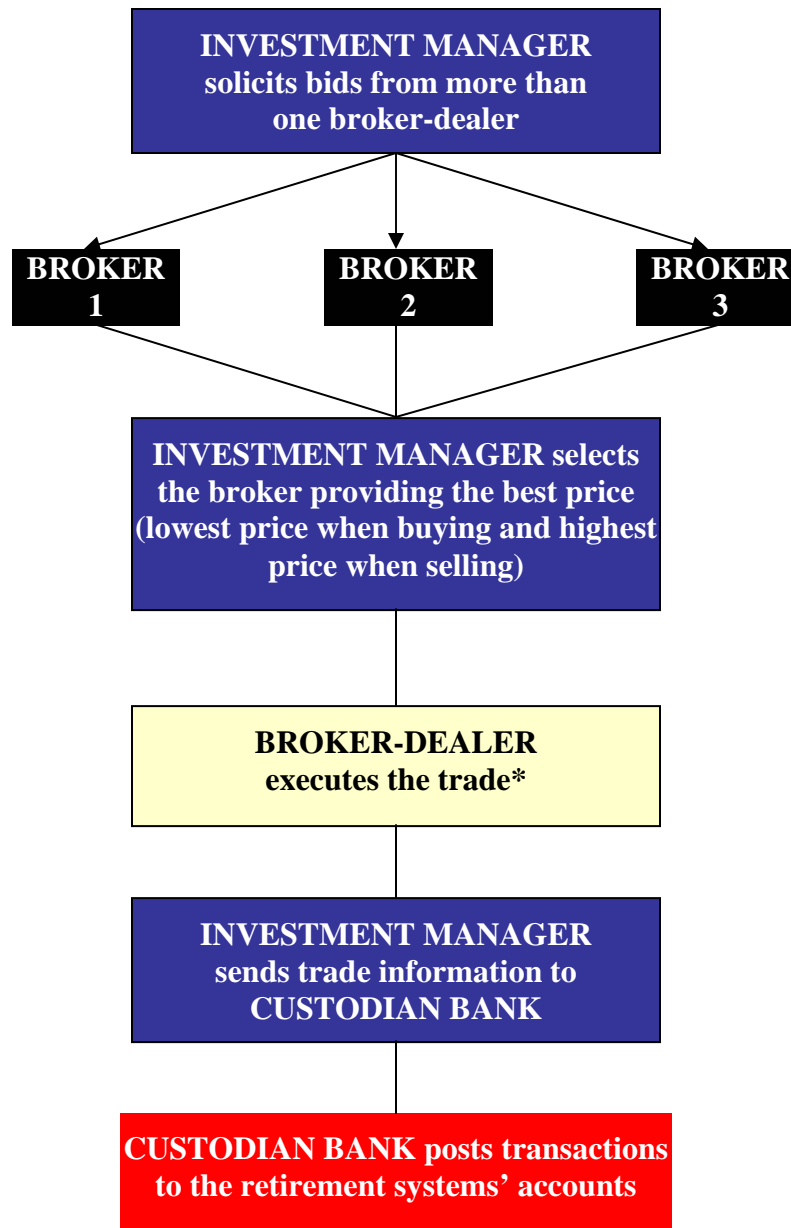 INVESTMENT MANAGER
solicits bids from more than
one broker-dealer
BROKER
1
BROKER
2
BROKER
3
INVESTMENT MANAGER selects
the broker providing the best price
(lowest price when buying and highest
price when selling)
BROKER-DEALER
executes the trade*
INVESTMENT MANAGER
sends trade information to
CUSTODIAN BANK
CUSTODIAN BANK posts transactions
to the retirement systems’ accounts